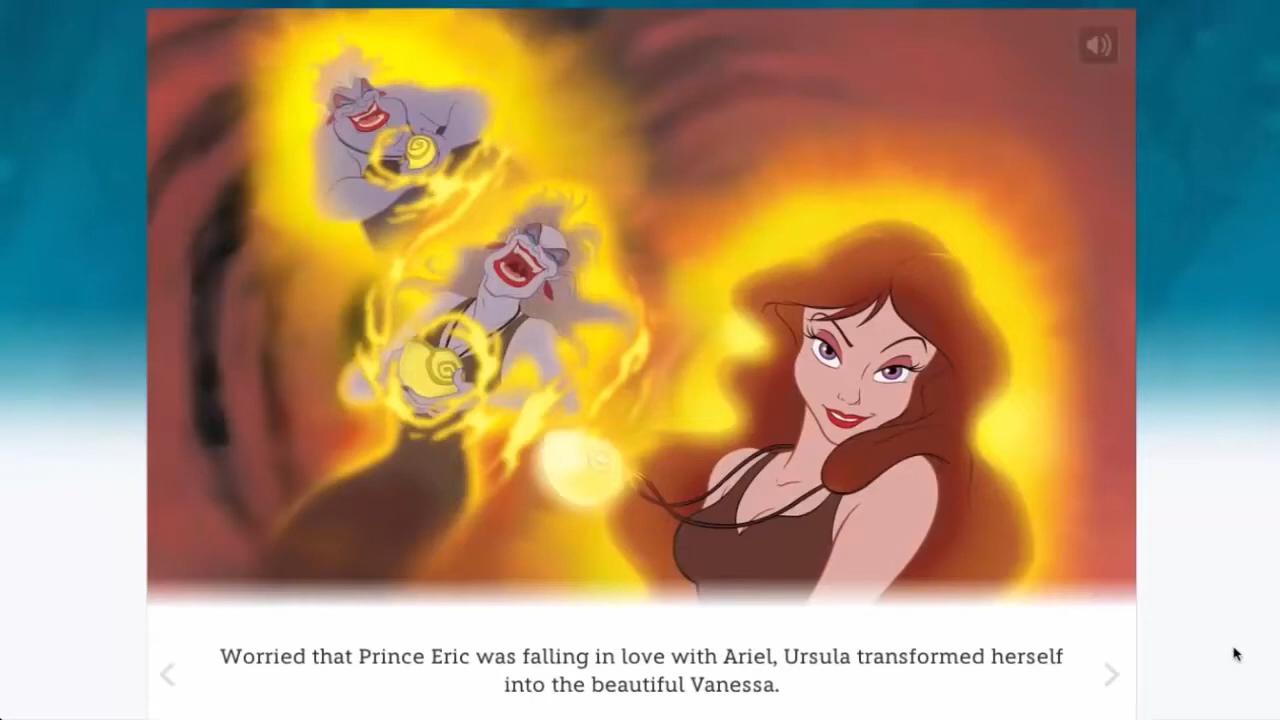 Worried that Prince Eric was falling in love with Ariel, Ursula transformed herself
into the beautiful Vanessa.